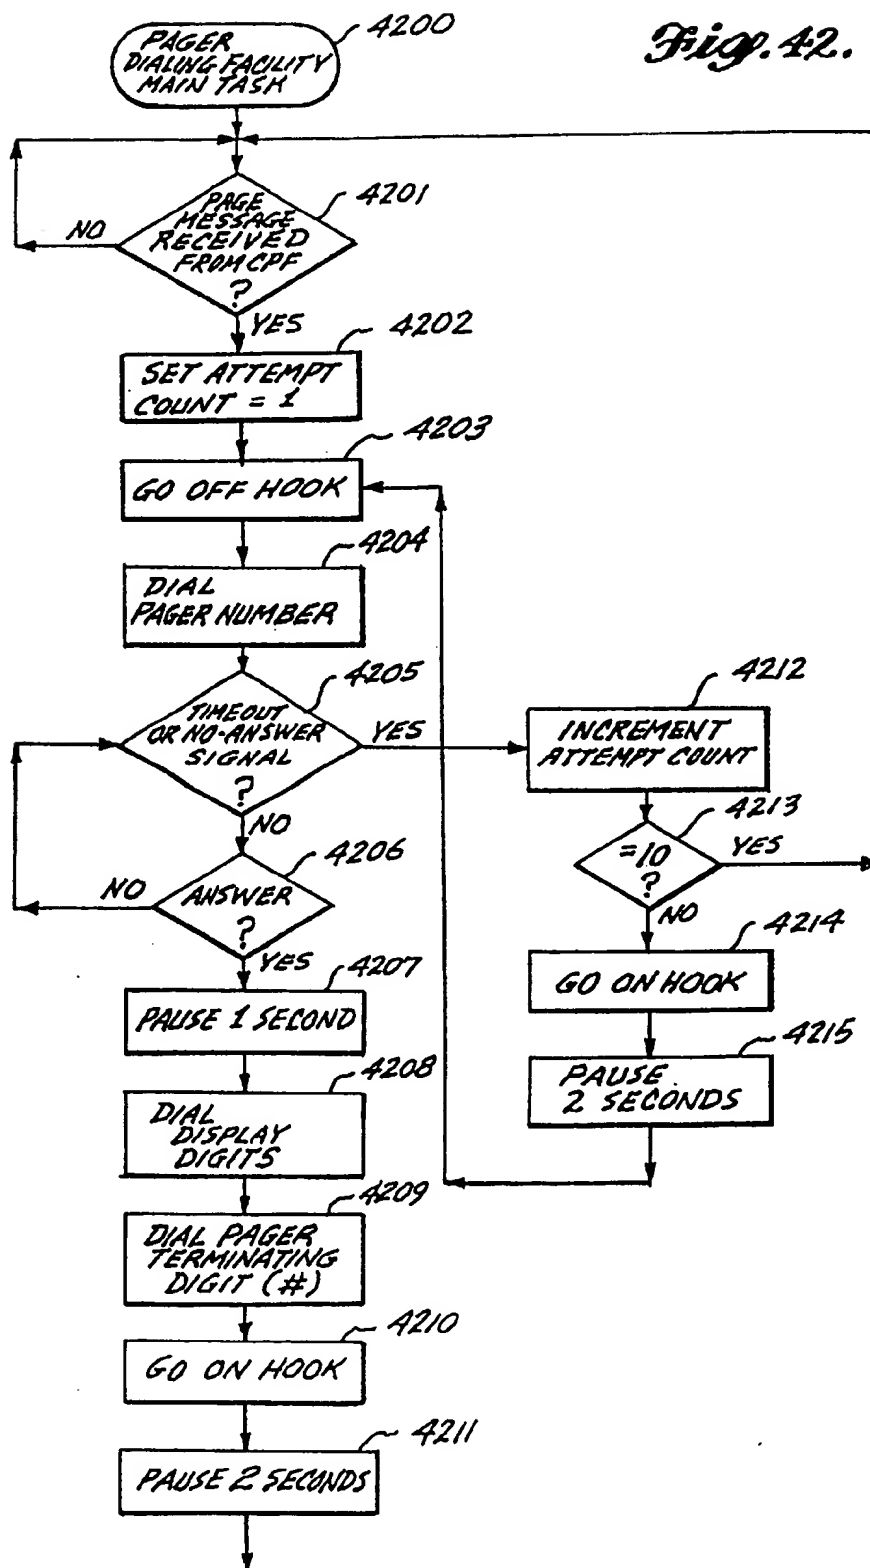 Fig. 42.
4200
PAGER
DIALING FACILITY
MAIN TASK
4201
PAGE
MESSAGE
RECEIVED
FROM CPF
?
NO
YES
4202
SET ATTEMPT
COUNT = 1
4203
GO OFF HOOK
4204
DIAL
PAGER NUMBER
4205
TIMEOUT
OR NO-ANSWER
SIGNAL
?
YES
NO
4206
ANSWER
?
NO
YES
4207
PAUSE 1 SECOND
4208
DIAL
DISPLAY
DIGITS
4209
DIAL PAGER
TERMINATING
DIGIT (#)
4210
GO ON HOOK
4211
PAUSE 2 SECONDS
4212
INCREMENT
ATTEMPT COUNT
4213
=10
?
YES
NO
4214
GO ON HOOK
4215
PAUSE
2 SECONDS